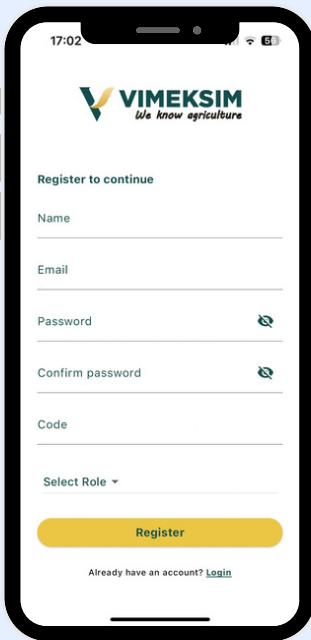 17:02
VIMEKSIM
We know agriculture
Register to continue
Name
Email
Password
Confirm password
Code
Select Role
Register
Already have an account? Login